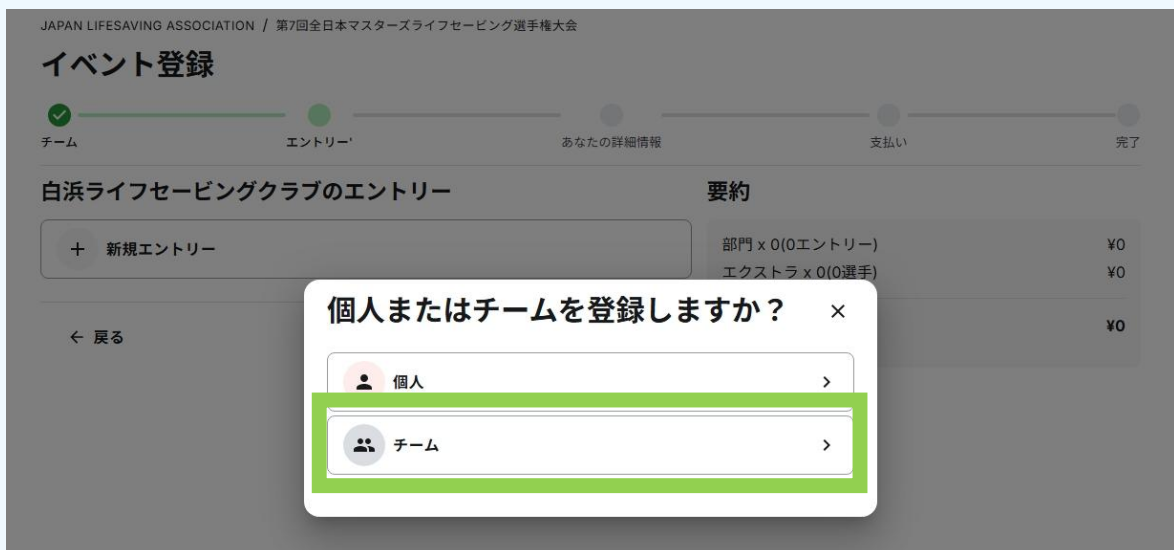 JAPAN LIFESAVING ASSOCIATION / 第7回全日本マスターズライフセービング選手権大会
イベント登録
チーム エントリー' あなたの詳細情報 支払い 完了
白浜ライフセービングクラブのエントリー
+ 新規エントリー
← 戻る
要約
部門 x 0(0エントリー) ¥0
エクストラ x 0(0選手) ¥0
¥0
個人またはチームを登録しますか？ ×
個人 >
チーム >